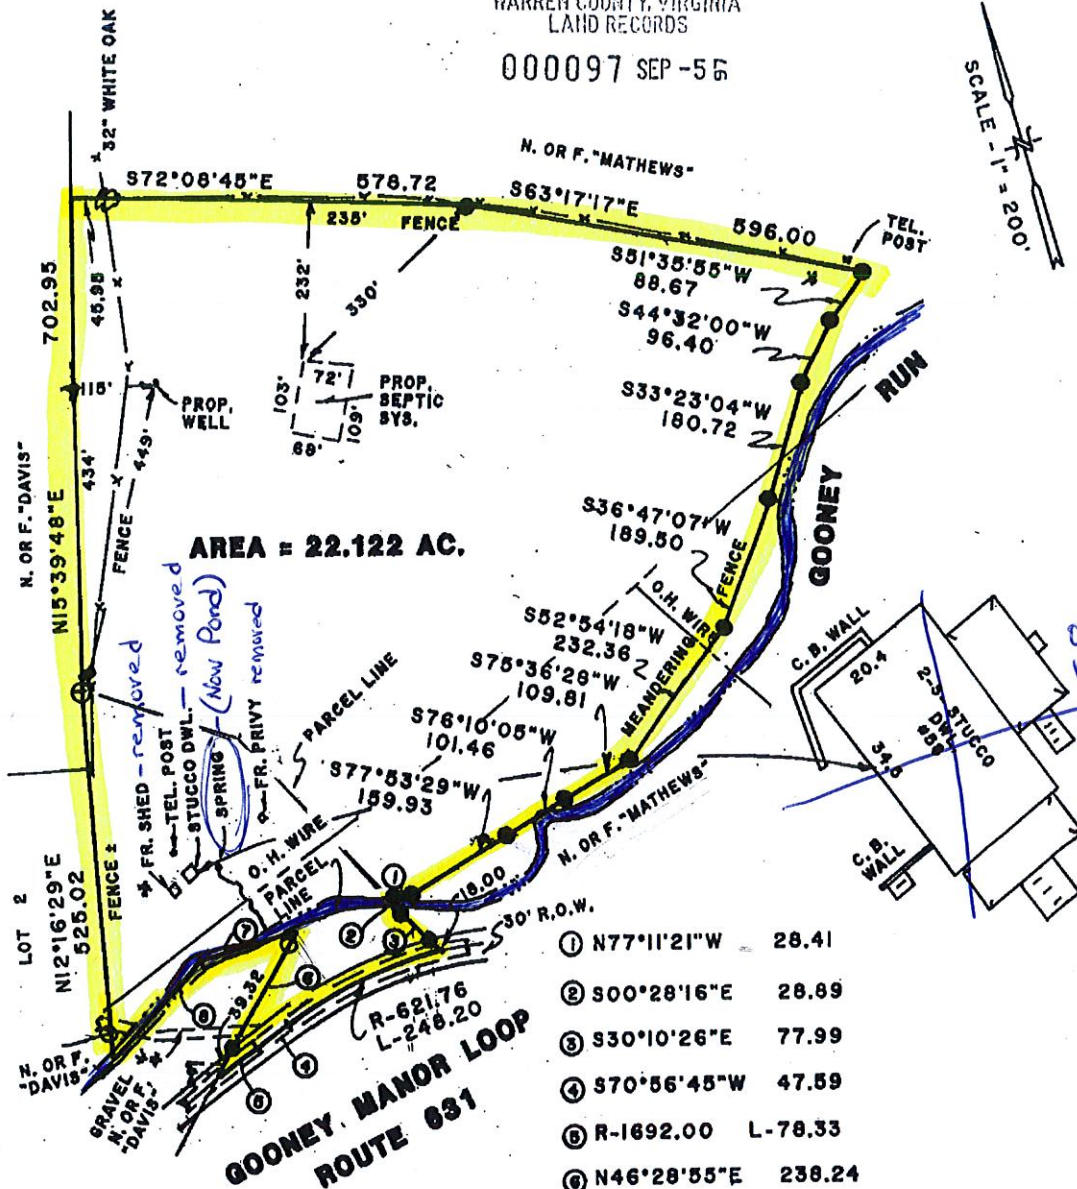 WARREN COUNTY, VIRGINIA
LAND RECORDS
000097 SEP -5
SCALE - 1" = 200'
32" WHITE OAK
N. OR F. "MATHEWS"
S72°08'45"E 578.72
S63°17'17"E 596.00
TEL.
POST
235'
FENCE
232'
330'
702.95
45.95
115'
PROP.
WELL
449'
434'
FENCE
N. OR F. "DAVIS"
N15°39'48"E
103'
72'
109'
68'
PROP.
SEPTIC
SYS.
S51°35'55"W
88.67
S44°32'00"W
96.40
S33°23'04"W
180.72
S36°47'07"W
189.50
S52°54'18"W
232.36
S75°36'28"W
109.81
S76°10'05"W
101.46
S77°53'29"W
159.93
AREA = 22.122 AC.
GOONEY
RUN
MEANDERING FENCE
O.H. WIRE
C. B. WALL
20.4
34.5
2-S STUCCO
DWL.
C. B.
WALL
* FR. SHED - removed
TEL. POST
STUCCO DWL. - removed
SPRING - (Now Pond)
FR. PRIVY removed
PARCEL LINE
O. H. WIRE
PARCEL
LINE
N. OR F. "MATHEWS"
LOT 2
N12°16'29"E
525.02
FENCE ±
① ② ③ ④ ⑤ ⑥ ⑦ ⑧
18.00
30' R.O.W.
39.32
R-621.76
L-248.20
N. OR F.
"DAVIS"
GRAVEL
N. OR F.
"DAVIS"
GOONEY MANOR LOOP
ROUTE 631
① N77°11'21"W 28.41
② S00°28'16"E 28.89
③ S30°10'26"E 77.99
④ S70°56'45"W 47.59
⑤ R-1692.00 L-78.33
⑥ N46°28'55"E 238.24